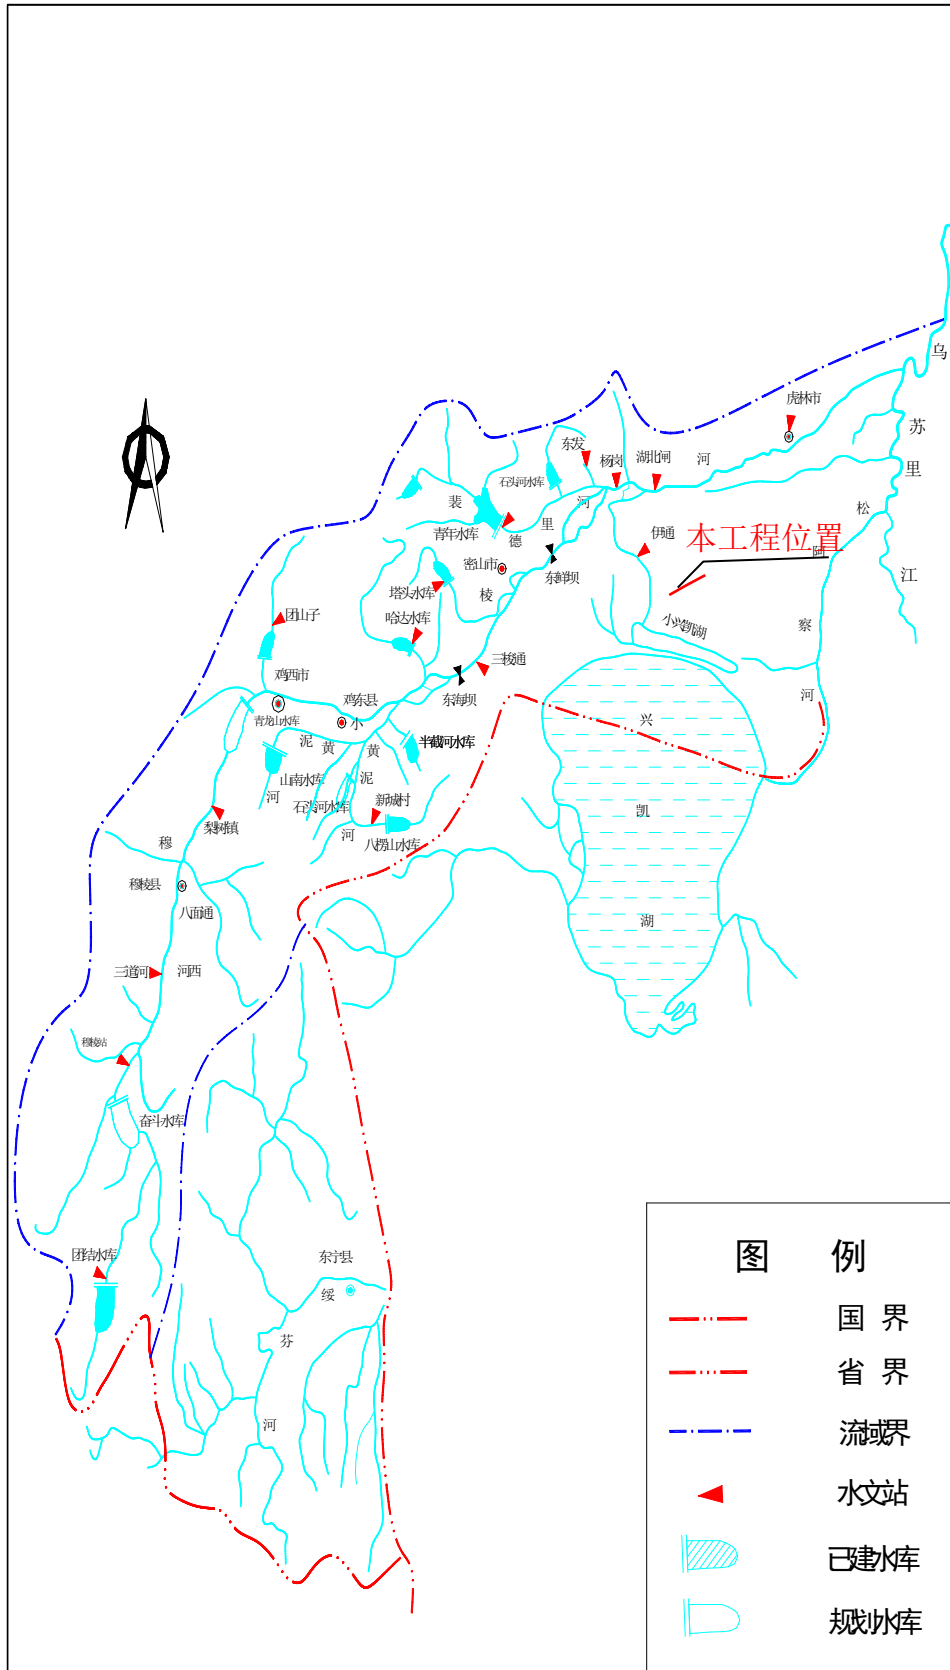 乌
苏
里
江
虎林市
东发
杨岗
湖北闸
河
石头河水库
裴
德
里
河
青年水库
松
阿
察
河
伊通
本工程位置
密山市
东鲜坝
塔头水库
棱
哈达水库
小兴凯湖
团山子
三梭通
鸡西市
鸡东县
东海坝
青龙山水库
小
黄
泥
河
半截河水库
兴
凯
湖
山南水库
黄
泥
河
石头河水库
新城村
梨树镇
八楞山水库
穆
穆棱县
八面通
三道河
河西
穆棱站
奋斗水库
团结水库
东宁县
绥
芬
河
图 例
国 界
省 界
流域界
水文站
已建水库
规划水库